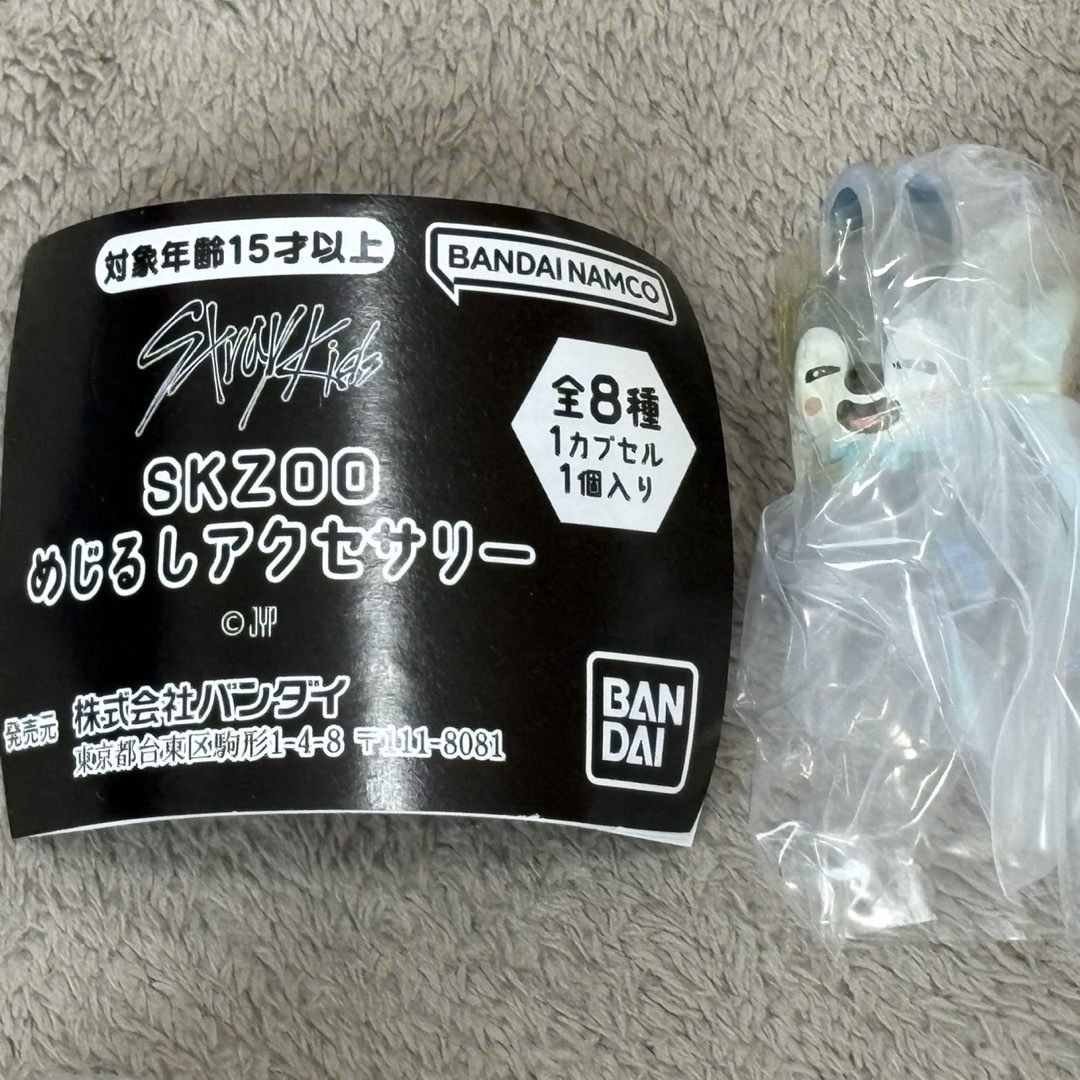 対象年齢15才以上
BANDAI NAMCO
Stray Kids
全8種
1カプセル
1個入り
SKZOO
めじるしアクセサリー
© JYP
発売元 株式会社バンダイ
東京都台東区駒形1-4-8 〒111-8081
BAN
DAI